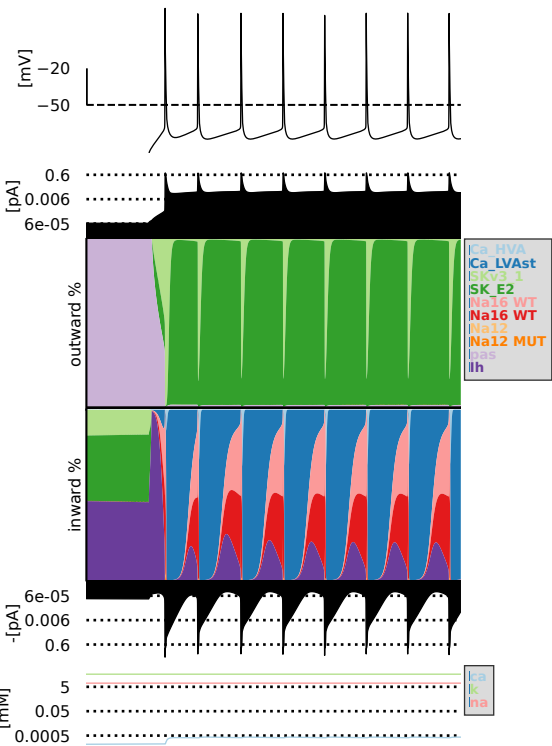 [mV]
−20
−50
[pA]
0.6
0.006
6e-05
outward %
Ca_HVA
Ca_LVAst
SKv3_1
SK_E2
Na16 WT
Na16 WT
Na12
Na12 MUT
pas
Ih
inward %
-[pA]
6e-05
0.006
0.6
[mM]
5
0.05
0.0005
ca
k
na